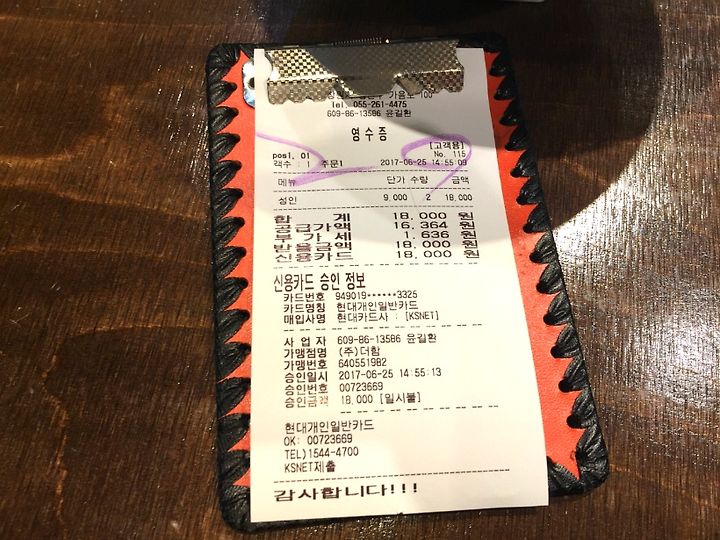 가음로 100
Tel. 055-261-4475
609-86-13586 윤길환
영수증
[고객용]
pos1. 01 No. 115
객수 : 1 주문1 2017-06-25 14:55:09
메뉴 단가 수량 금액
성인 9,000 2 18,000
합 계 18,000 원
공급가액 16,364 원
부 가 세 1,636 원
받을금액 18,000 원
신용카드 18,000 원
신용카드 승인 정보
카드번호 949019******3325
카드명칭 현대개인일반카드
매입사명 현대카드사 : [KSNET]
사 업 자 609-86-13586 윤길환
가맹점명 (주)더함
가맹번호 640551982
승인일시 2017-06-25 14:55:13
승인번호 00723669
승인금액 18,000 [일시불]
현대개인일반카드
OK: 00723669
TEL)1544-4700
KSNET제출
감사합니다!!!